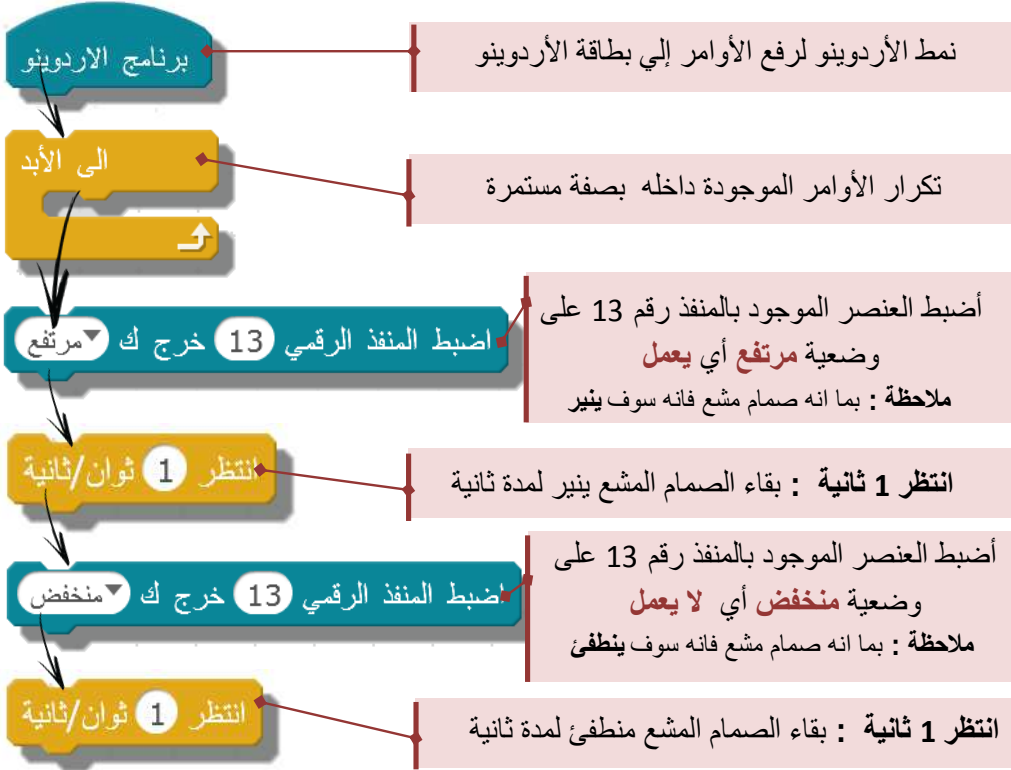 برنامج الاردوينو
نمط الأردوينو لرفع الأوامر إلي بطاقة الأردوينو
الى الأبد
تكرار الأوامر الموجودة داخله بصفة مستمرة
اضبط المنفذ الرقمي 13 خرج ك مرتفع
أضبط العنصر الموجود بالمنفذ رقم 13 على
وضعية مرتفع أي يعمل
ملاحظة : بما انه صمام مشع فانه سوف ينير
انتظر 1 ثوان/ثانية
انتظر 1 ثانية : بقاء الصمام المشع ينير لمدة ثانية
اضبط المنفذ الرقمي 13 خرج ك منخفض
أضبط العنصر الموجود بالمنفذ رقم 13 على
وضعية منخفض أي لا يعمل
ملاحظة : بما انه صمام مشع فانه سوف ينطفئ
انتظر 1 ثوان/ثانية
انتظر 1 ثانية : بقاء الصمام المشع منطفئ لمدة ثانية